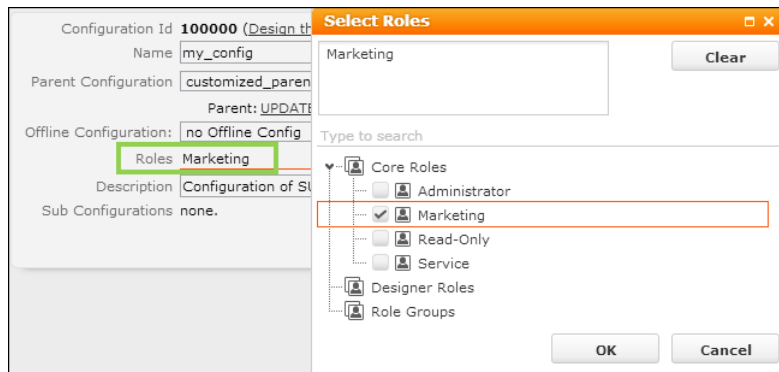 Configuration Id 100000 (Design th
Name my_config
Parent Configuration customized_paren
Parent: UPDATE
Offline Configuration: no Offline Config
Roles Marketing
Description Configuration of SU
Sub Configurations none.
Select Roles
Marketing
Clear
Type to search
Core Roles
Administrator
Marketing
Read-Only
Service
Designer Roles
Role Groups
OK Cancel